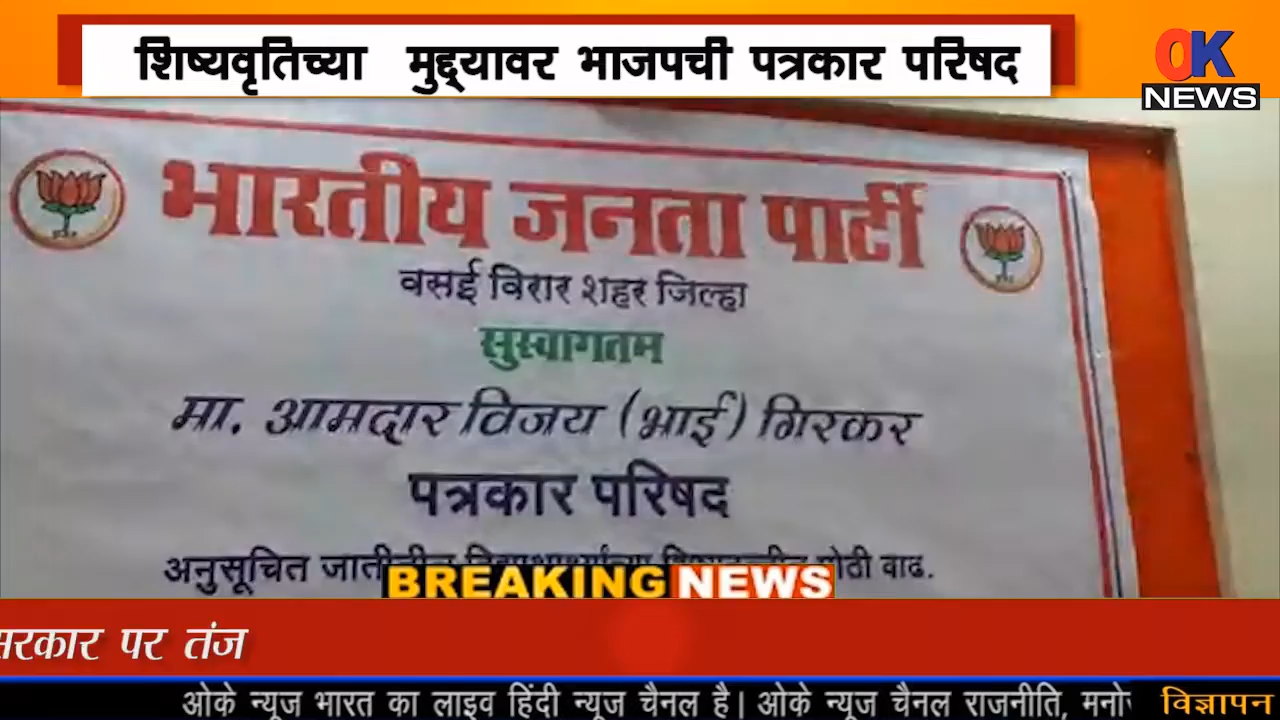 शिष्यवृतिच्या मुद्द्यावर भाजपची पत्रकार परिषद
OK
NEWS
भारतीय जनता पार्टी
वसई विरार शहर जिल्हा
सुस्वागतम
मा. आमदार विजय (भाई) गिरकर
पत्रकार परिषद
अनुसूचित मोठी वाढ.
BREAKING NEWS
सरकार पर तंज
ओके न्यूज भारत का लाइव हिंदी न्यूज चैनल है। ओके न्यूज चैनल राजनीति,
विज्ञापन